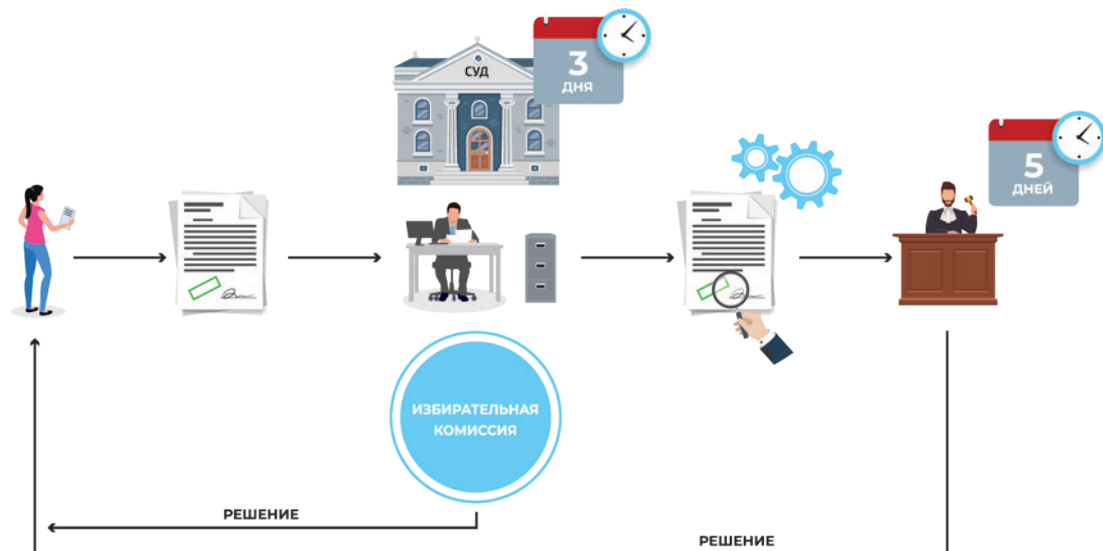 СУД
3
ДНЯ
5
ДНЕЙ
ИЗБИРАТЕЛЬНАЯ
КОМИССИЯ
РЕШЕНИЕ
РЕШЕНИЕ